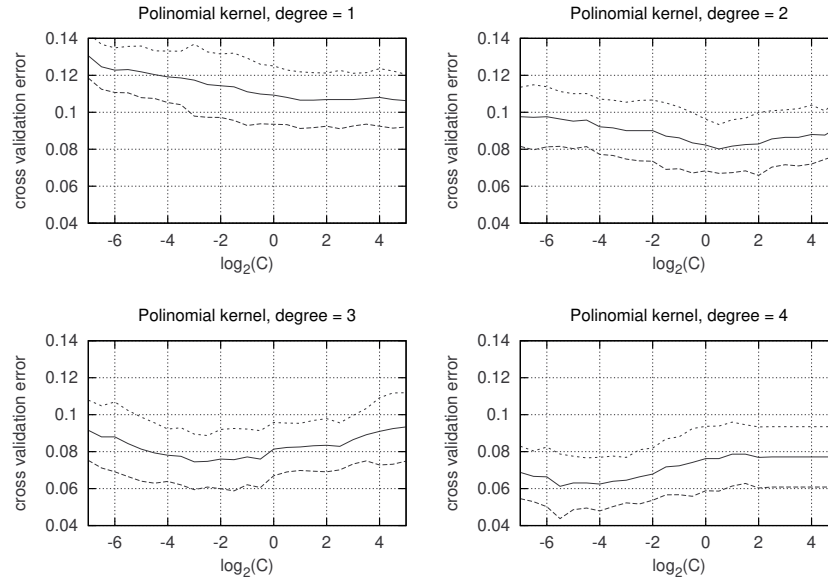 Polinomial kernel, degree = 1
cross validation error
0.14
0.12
0.1
0.08
0.06
0.04
-6 -4 -2 0 2 4
log2(C)
Polinomial kernel, degree = 2
cross validation error
0.14
0.12
0.1
0.08
0.06
0.04
-6 -4 -2 0 2 4
log2(C)
Polinomial kernel, degree = 3
cross validation error
0.14
0.12
0.1
0.08
0.06
0.04
-6 -4 -2 0 2 4
log2(C)
Polinomial kernel, degree = 4
cross validation error
0.14
0.12
0.1
0.08
0.06
0.04
-6 -4 -2 0 2 4
log2(C)